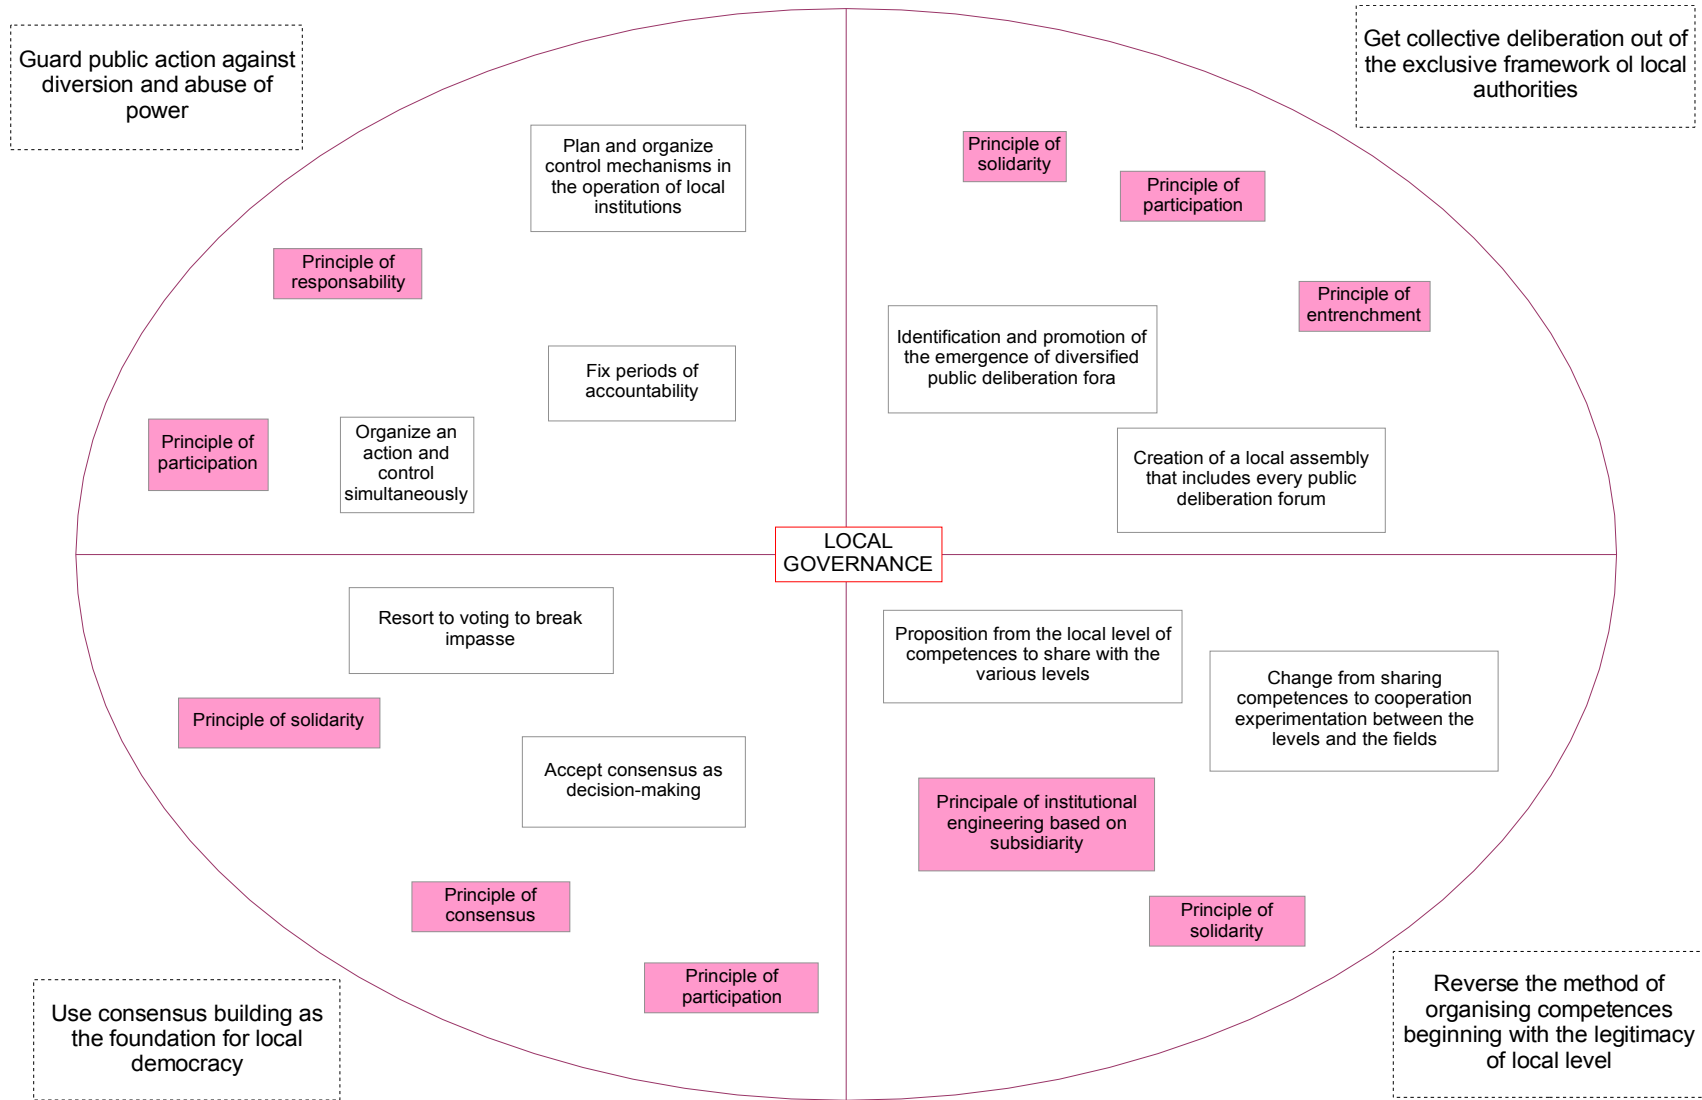 Guard public action against
diversion and abuse of
power
Get collective deliberation out of
the exclusive framework ol local
authorities
Plan and organize
control mechanisms in
the operation of local
institutions
Principle of
solidarity
Principle of
participation
Principle of
responsability
Principle of
entrenchment
Identification and promotion of
the emergence of diversified
public deliberation fora
Fix periods of
accountability
Principle of
participation
Organize an
action and
control
simultaneously
Creation of a local assembly
that includes every public
deliberation forum
LOCAL
GOVERNANCE
Resort to voting to break
impasse
Proposition from the local level of
competences to share with the
various levels
Change from sharing
competences to cooperation
experimentation between the
levels and the fields
Principle of solidarity
Accept consensus as
decision-making
Principale of institutional
engineering based on
subsidiarity
Principle of
consensus
Principle of
solidarity
Principle of
participation
Use consensus building as
the foundation for local
democracy
Reverse the method of
organising competences
beginning with the legitimacy
of local level